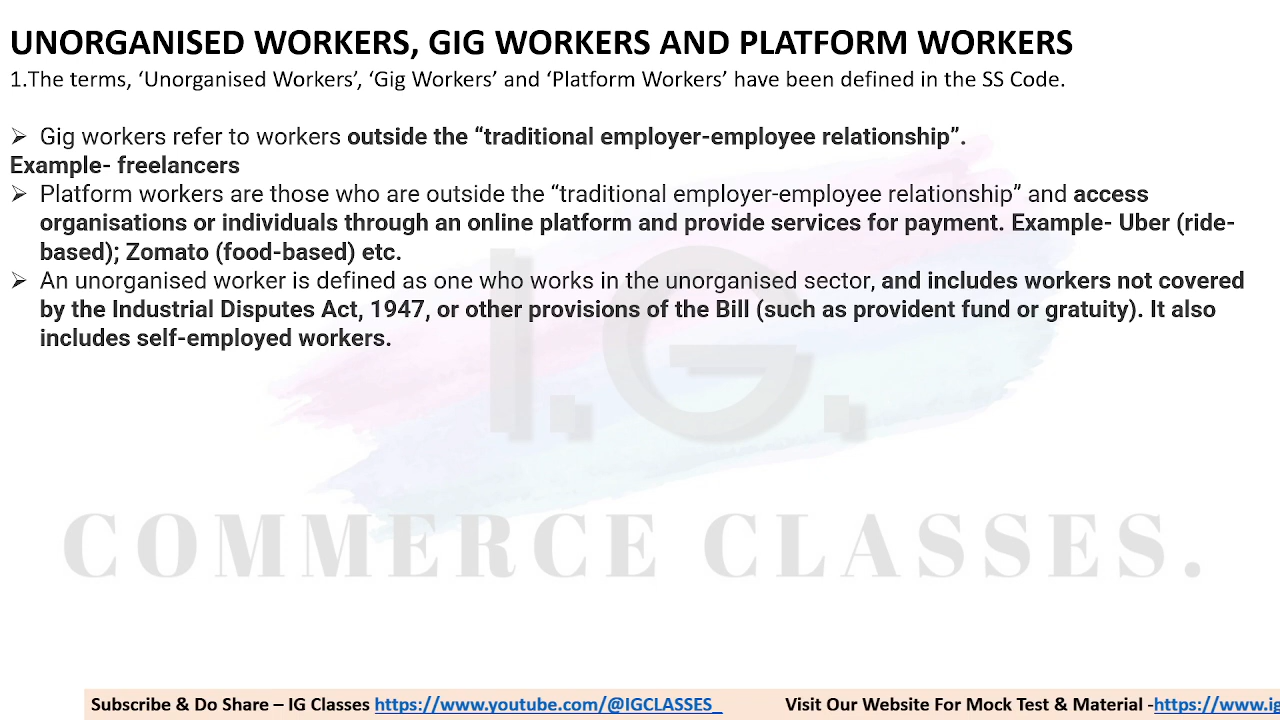 UNORGANISED WORKERS, GIG WORKERS AND PLATFORM WORKERS
1.The terms, ‘Unorganised Workers’, ‘Gig Workers’ and ‘Platform Workers’ have been defined in the SS Code.
➢ Gig workers refer to workers outside the “traditional employer-employee relationship”.
Example- freelancers
➢ Platform workers are those who are outside the “traditional employer-employee relationship” and access
organisations or individuals through an online platform and provide services for payment. Example- Uber (ride-
based); Zomato (food-based) etc.
➢ An unorganised worker is defined as one who works in the unorganised sector, and includes workers not covered
by the Industrial Disputes Act, 1947, or other provisions of the Bill (such as provident fund or gratuity). It also
includes self-employed workers.
I.G.
COMMERCE CLASSES.
Subscribe & Do Share – IG Classes https://www.youtube.com/@IGCLASSES_ Visit Our Website For Mock Test & Material -https://www.ig